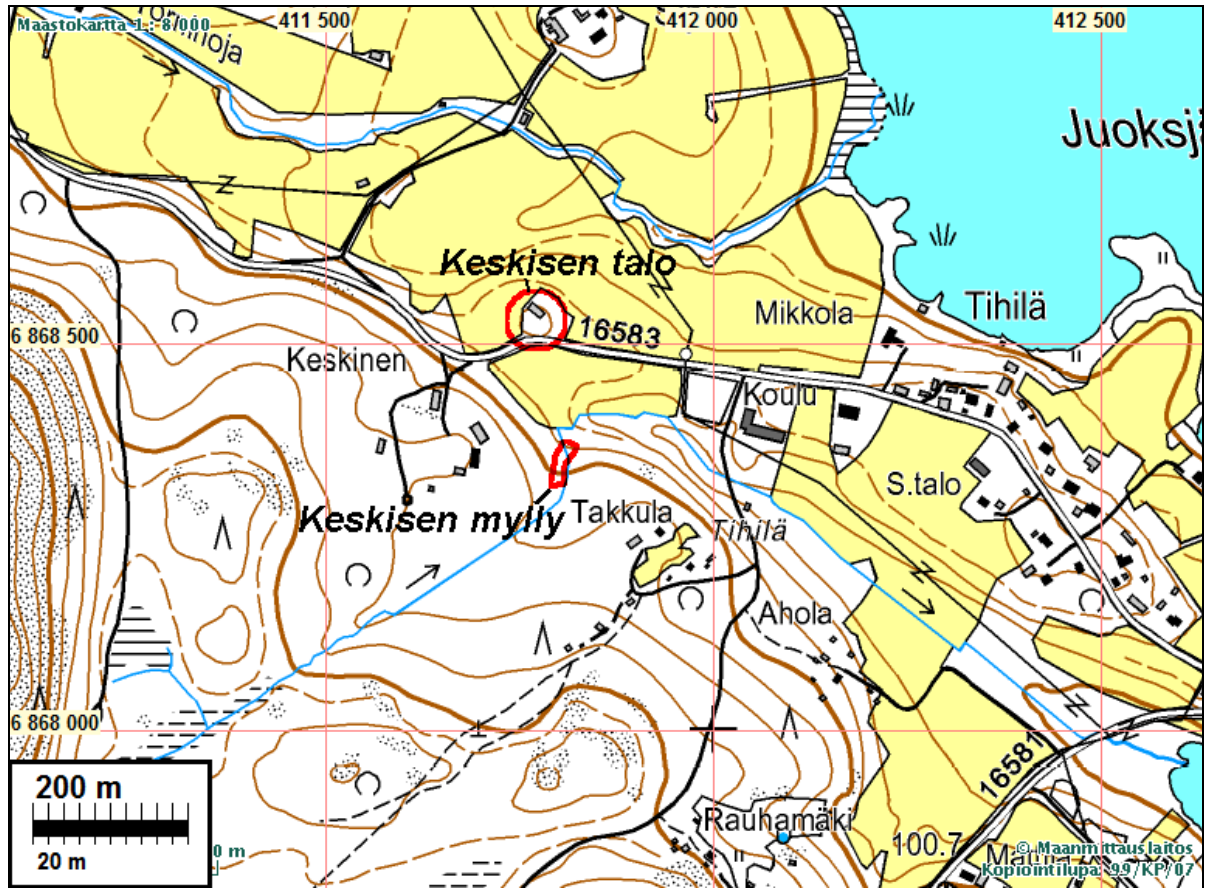 Maastokartta 1 : 8 000
411 500
412 000
412 500
Juoksj
Keskisen talo
Mikkola
Tihilä
16583
6 868 500
Keskinen
Koulu
S.talo
Keskisen mylly
Takkula
Tihilä
Ahola
6 868 000
16581
200 m
20 m
0 m
Rauhamäki
100.7
© Maanmittauslaitos
Kopiointilupa: 99/KP/07